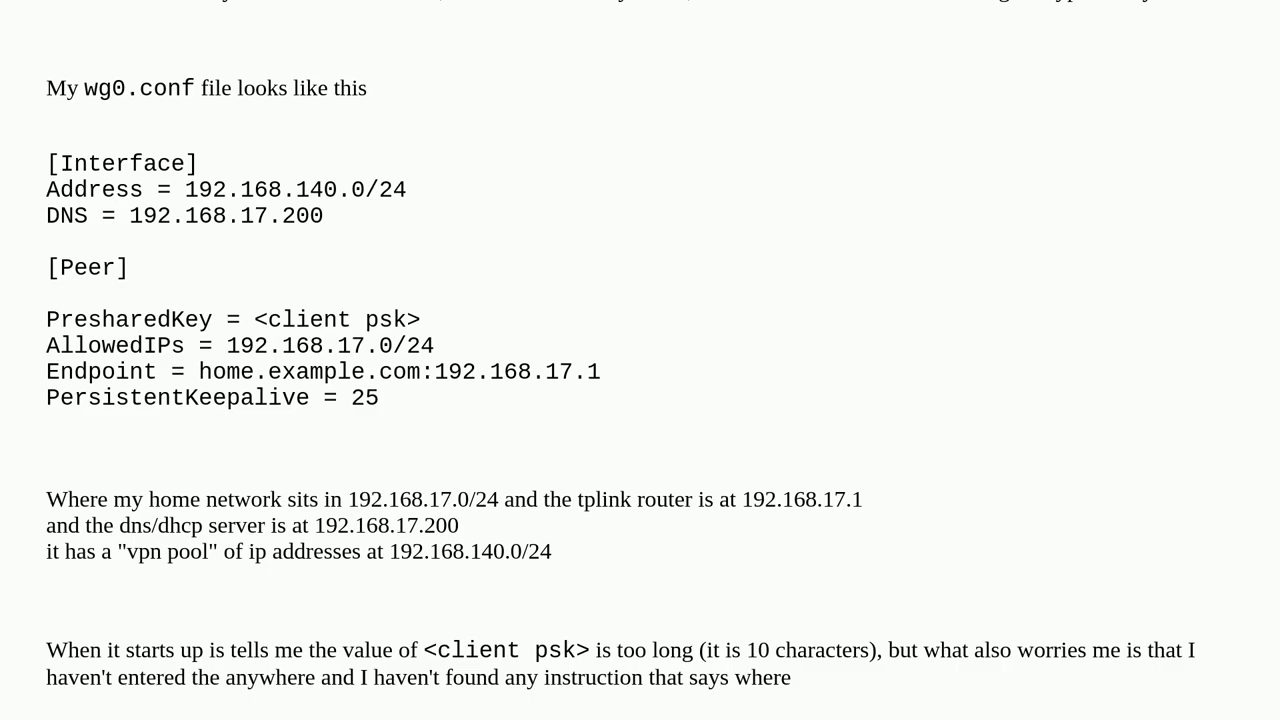 My wg0.conf file looks like this
[Interface]
Address = 192.168.140.0/24
DNS = 192.168.17.200
[Peer]
PresharedKey = <client psk>
AllowedIPs = 192.168.17.0/24
Endpoint = home.example.com:192.168.17.1
PersistentKeepalive = 25
Where my home network sits in 192.168.17.0/24 and the tplink router is at 192.168.17.1
and the dns/dhcp server is at 192.168.17.200
it has a "vpn pool" of ip addresses at 192.168.140.0/24
When it starts up is tells me the value of <client psk> is too long (it is 10 characters), but what also worries me is that I
haven't entered the anywhere and I haven't found any instruction that says where